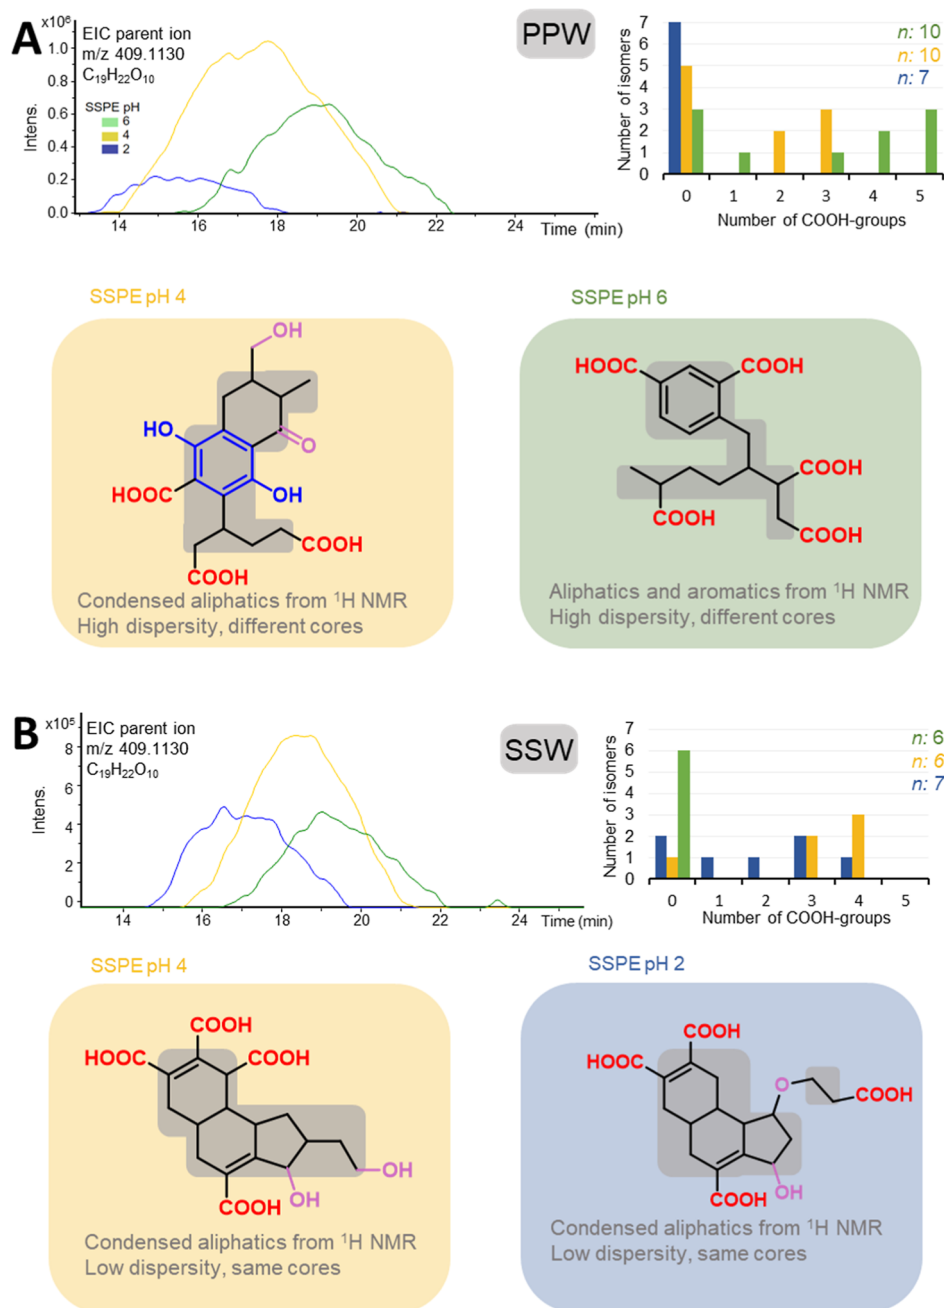 A
x10⁶
EIC parent ion
m/z 409.1130
C₁₉H₂₂O₁₀
SSPE pH
6
4
2
Intens.
1.0
0.8
0.6
0.4
0.2
0.0
14
16
18
20
22
24
Time (min)
PPW
Number of isomers
7
6
5
4
3
2
1
0
n: 10
n: 10
n: 7
0 1 2 3 4 5
Number of COOH-groups
SSPE pH 4
OH
HO
O
HOOC
OH
COOH
COOH
Condensed aliphatics from ¹H NMR
High dispersity, different cores
SSPE pH 6
HOOC
COOH
COOH
COOH
COOH
Aliphatics and aromatics from ¹H NMR
High dispersity, different cores
B
x10⁵
EIC parent ion
m/z 409.1130
C₁₉H₂₂O₁₀
Intens.
8
6
4
2
0
14
16
18
20
22
24
Time (min)
SSW
Number of isomers
7
6
5
4
3
2
1
0
n: 6
n: 6
n: 7
0 1 2 3 4 5
Number of COOH-groups
SSPE pH 4
COOH
HOOC
COOH
OH
OH
COOH
Condensed aliphatics from ¹H NMR
Low dispersity, same cores
SSPE pH 2
COOH
HOOC
O
COOH
OH
COOH
Condensed aliphatics from ¹H NMR
Low dispersity, same cores